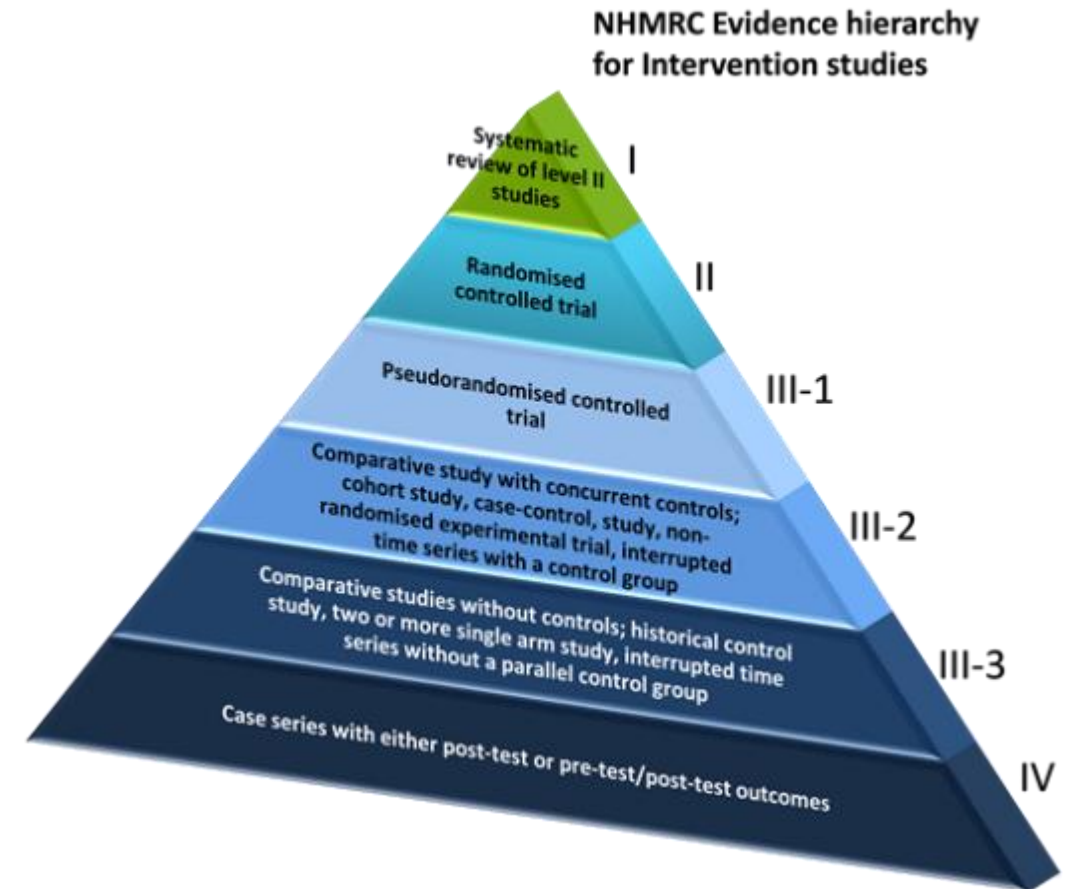 NHMRC Evidence hierarchy
for Intervention studies
Systematic
review of level II
studies
I
Randomised
controlled trial
II
Pseudorandomised controlled
trial
III-1
Comparative study with concurrent controls;
cohort study, case-control, study, non-
randomised experimental trial, interrupted
time series with a control group
III-2
Comparative studies without controls; historical control
study, two or more single arm study, interrupted time
series without a parallel control group
III-3
Case series with either post-test or pre-test/post-test outcomes
IV